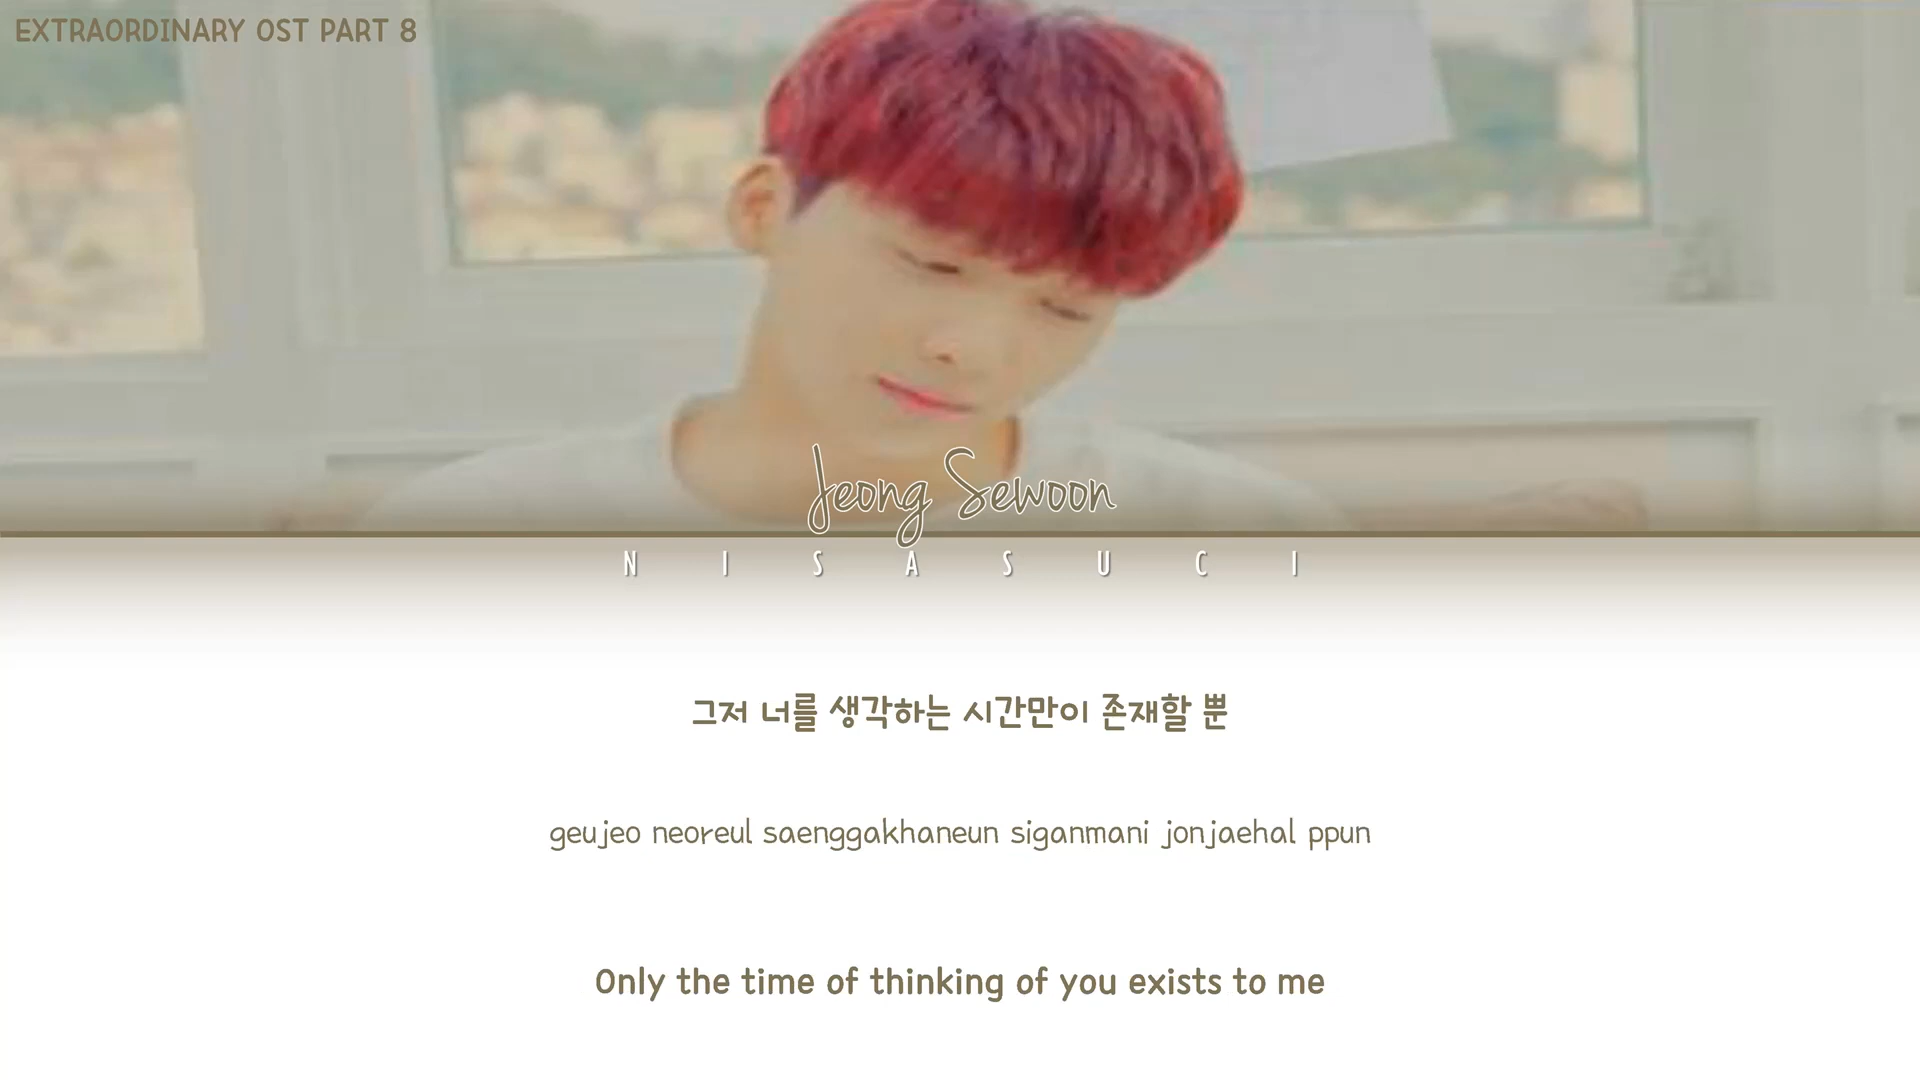 EXTRAORDINARY OST PART 8
Jeong Sewoon
NISASUCI
그저 너를 생각하는 시간만이 존재할 뿐
geujeo neoreul saenggakhaneun siganmani jonjaehal ppun
Only the time of thinking of you exists to me